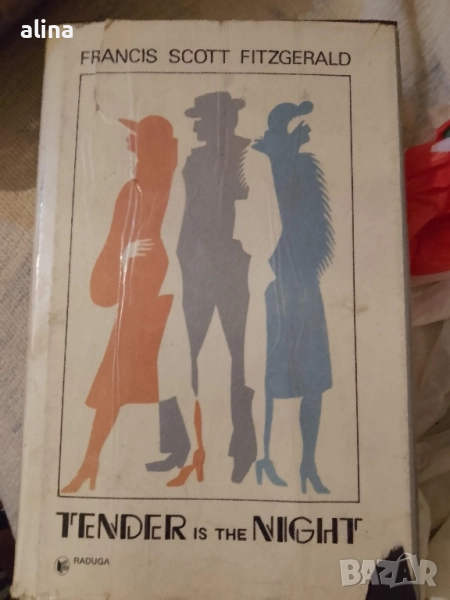 alina
FRANCIS SCOTT FITZGERALD
TENDER IS THE NIGHT
RADUGA
BAZAR